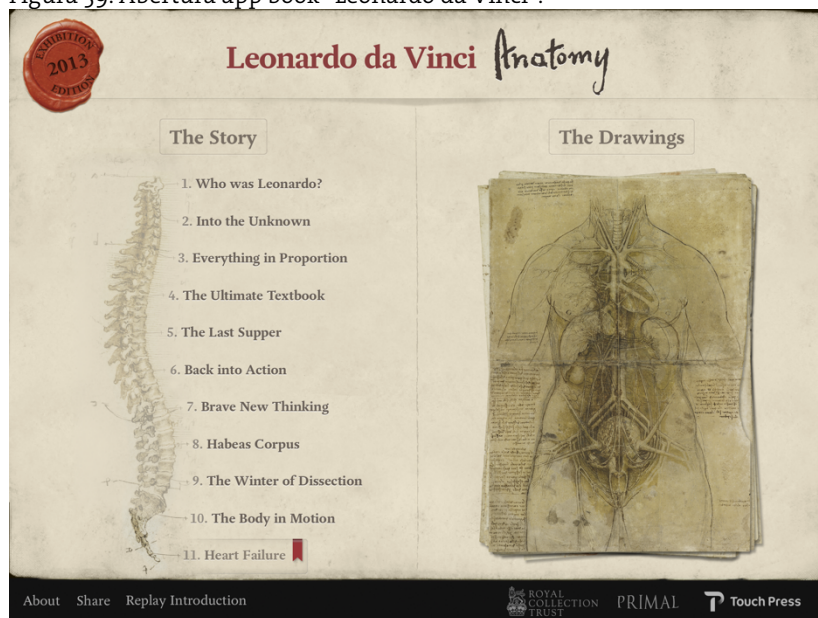 Figura 39: Abertura app book "Leonardo da Vinci".
EXHIBITION
2013
EDITION
Leonardo da Vinci Anatomy
The Story
1. Who was Leonardo?
2. Into the Unknown
3. Everything in Proportion
4. The Ultimate Textbook
5. The Last Supper
6. Back into Action
7. Brave New Thinking
8. Habeas Corpus
9. The Winter of Dissection
10. The Body in Motion
11. Heart Failure
The Drawings
About Share Replay Introduction
ROYAL
COLLECTION
TRUST
PRIMAL
Touch Press